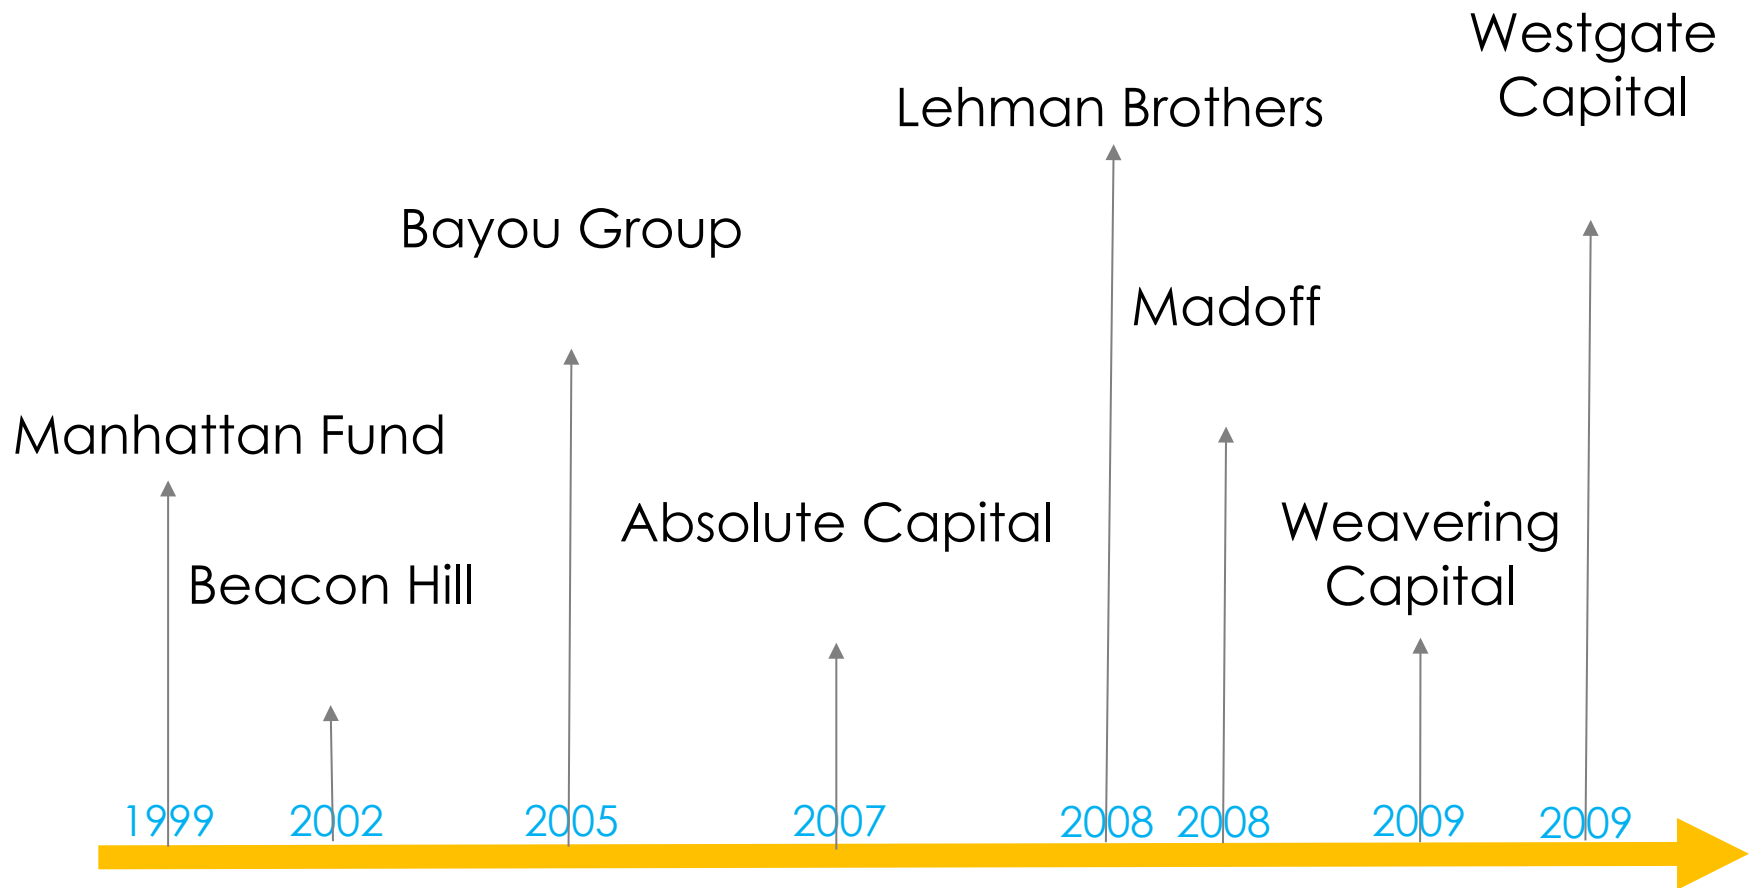 Westgate
Capital
Lehman Brothers
Bayou Group
Madoff
Manhattan Fund
Absolute Capital
Weavering
Capital
Beacon Hill
1999 2002 2005 2007 2008 2008 2009 2009